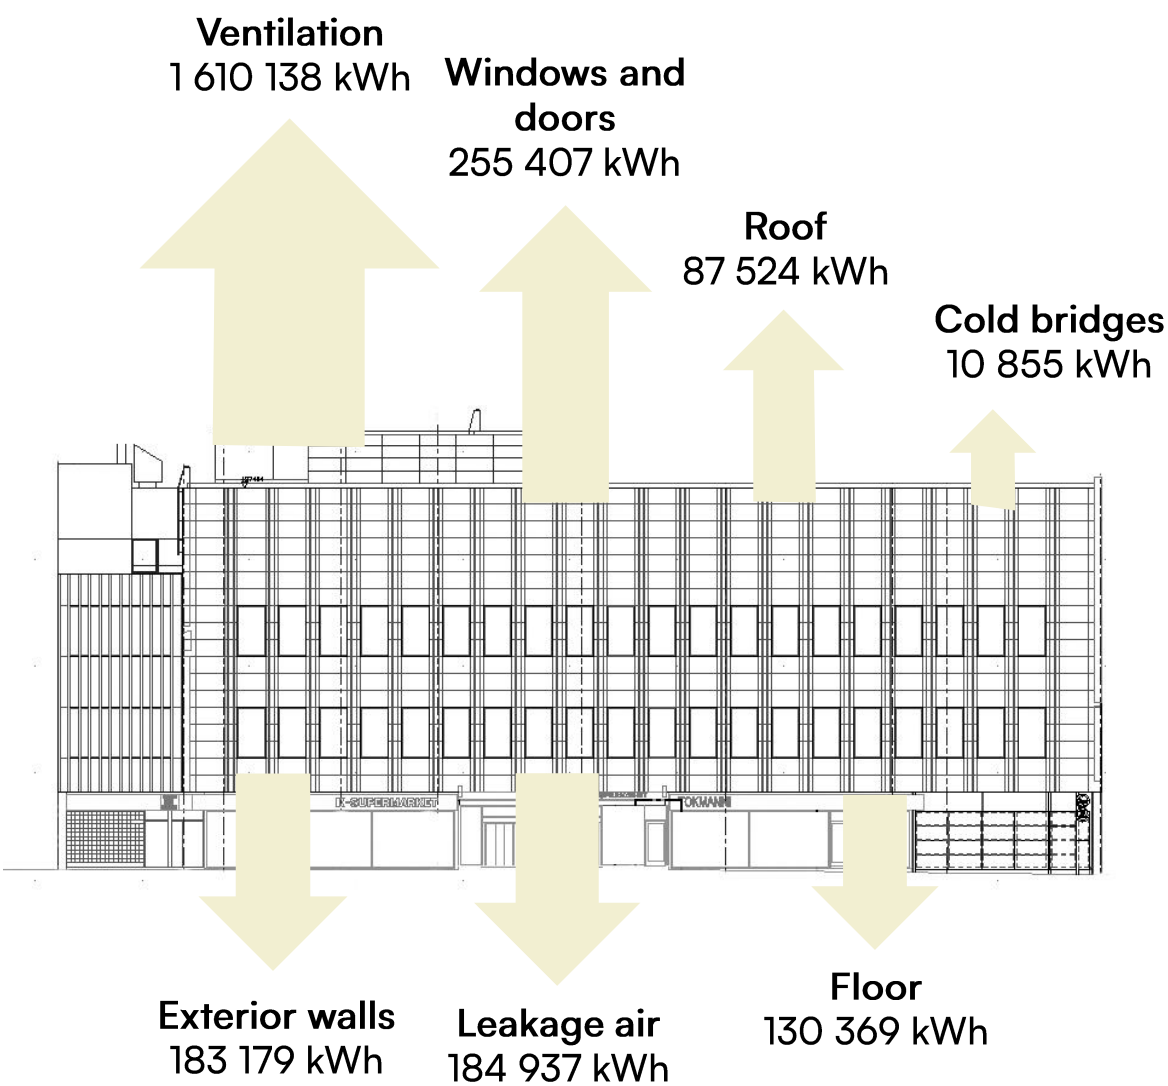 Ventilation
1 610 138 kWh
Windows and
doors
255 407 kWh
Roof
87 524 kWh
Cold bridges
10 855 kWh
K-SUPERMARKET
TOKMANNI
Exterior walls
183 179 kWh
Leakage air
184 937 kWh
Floor
130 369 kWh